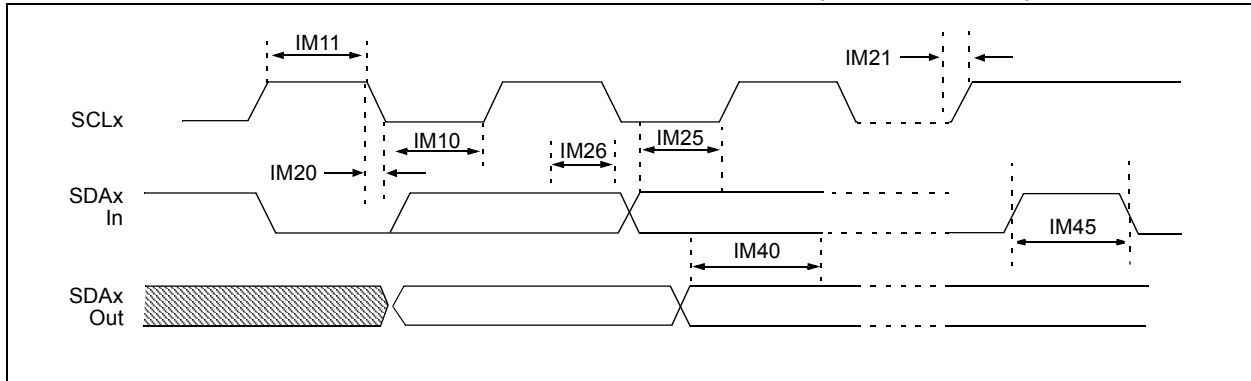 IM11
IM21
SCLx
IM10
IM26
IM25
IM20
SDAx
In
IM45
IM40
SDAx
Out